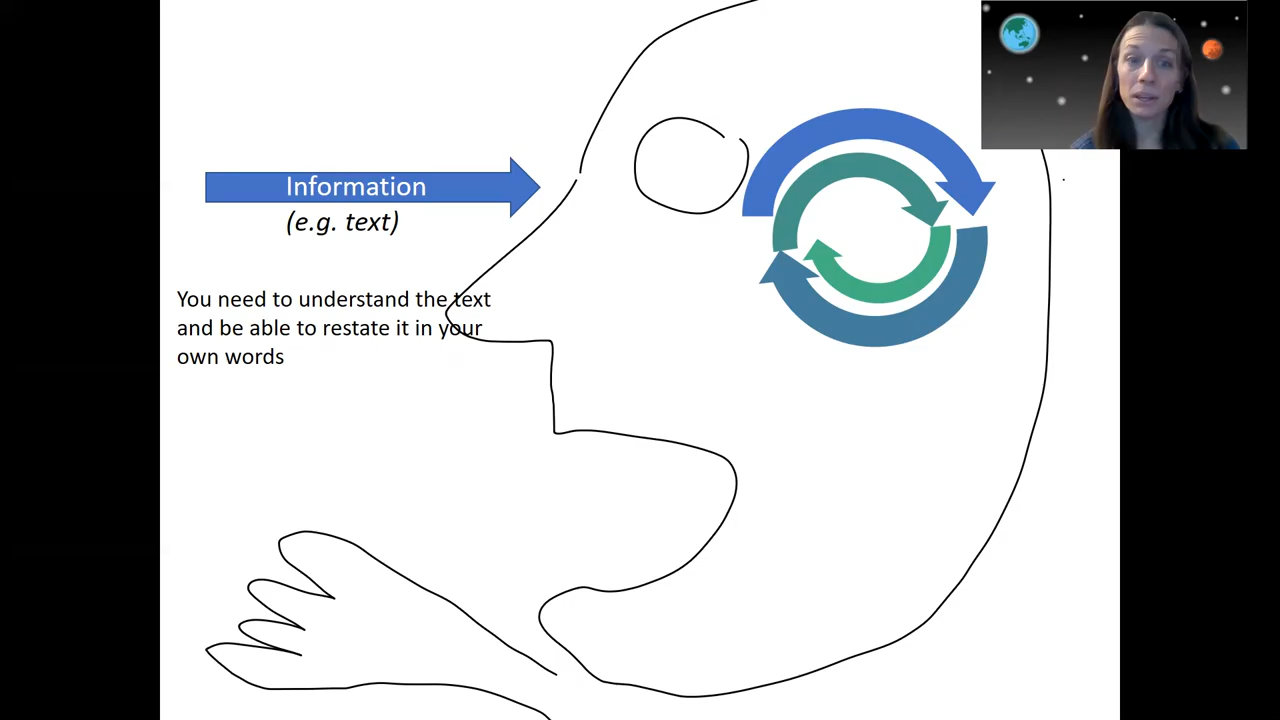 Information
(e.g. text)
You need to understand the text
and be able to restate it in your
own words